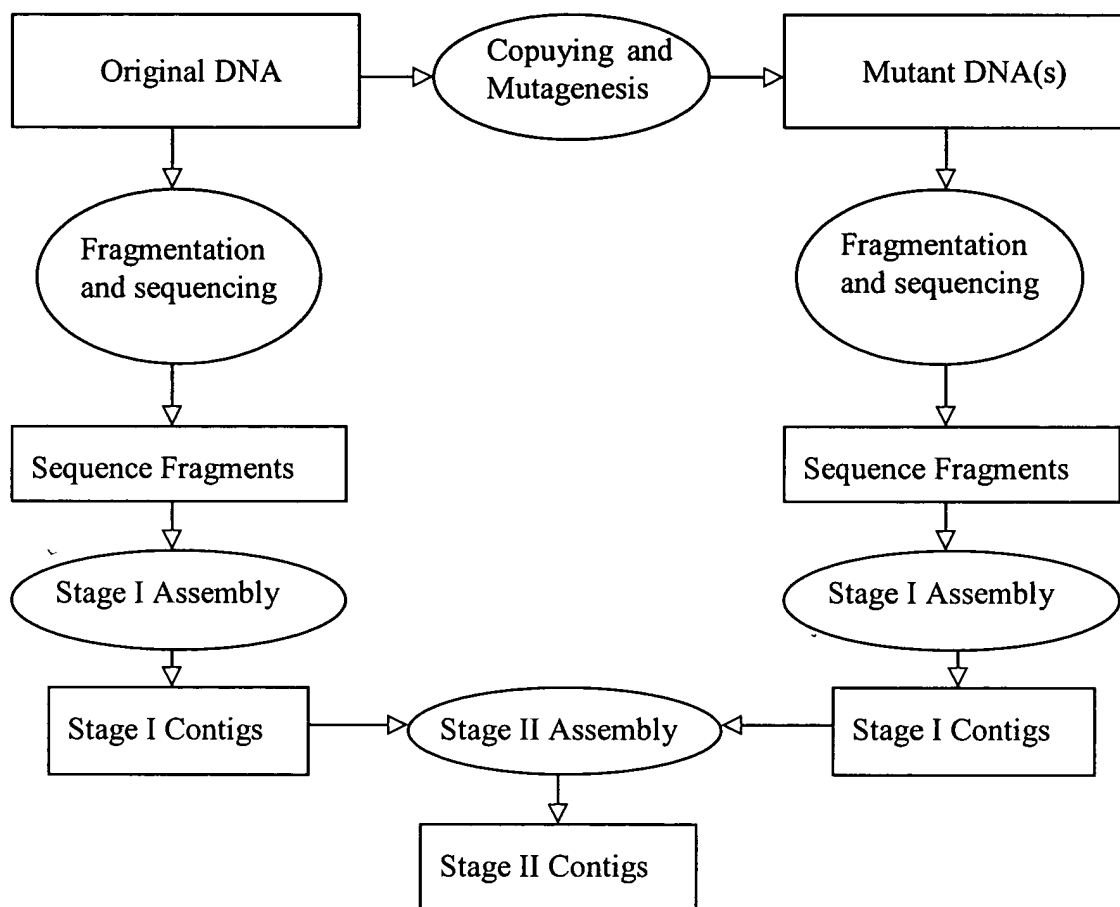 Original DNA
Copuying and
Mutagenesis
Mutant DNA(s)
Fragmentation
and sequencing
Fragmentation
and sequencing
Sequence Fragments
Sequence Fragments
Stage I Assembly
Stage I Assembly
Stage I Contigs
Stage II Assembly
Stage I Contigs
Stage II Contigs